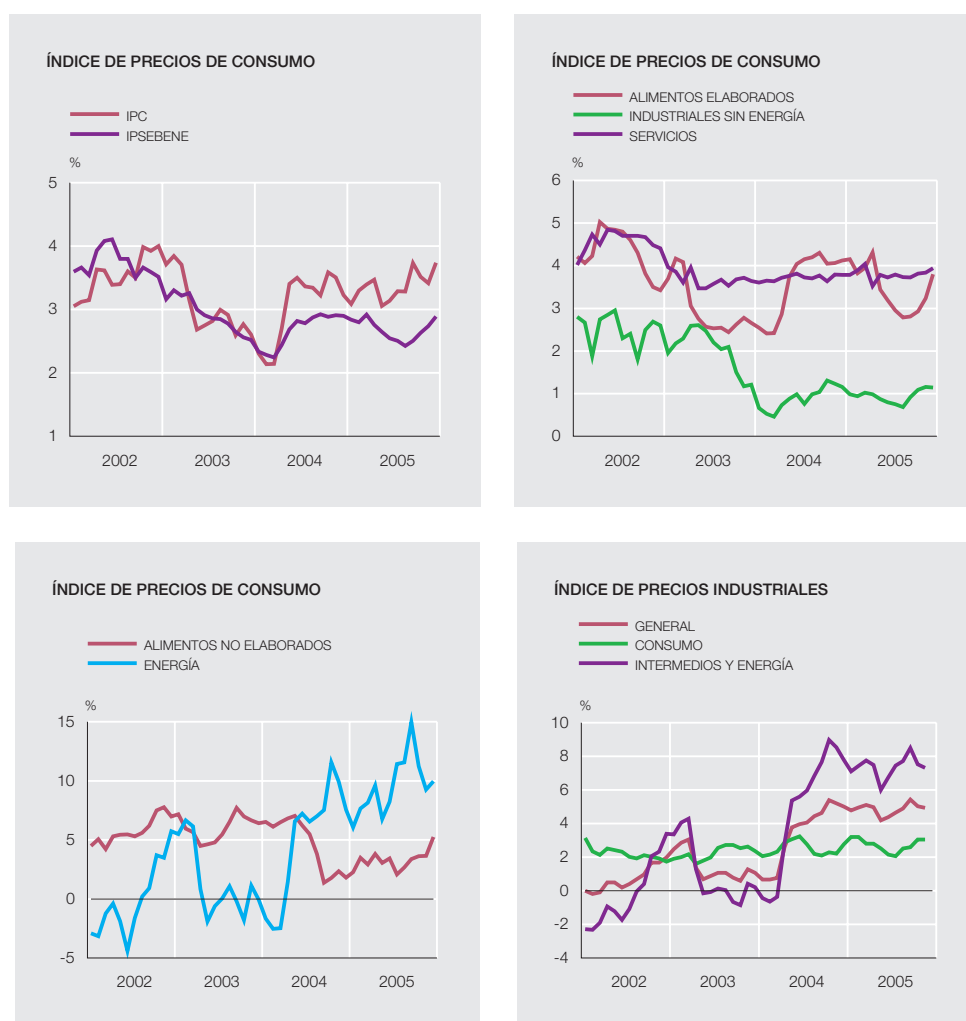 ÍNDICE DE PRECIOS DE CONSUMO
IPC
IPSEBENE
%
5
4
3
2
1
2002 2003 2004 2005
ÍNDICE DE PRECIOS DE CONSUMO
ALIMENTOS ELABORADOS
INDUSTRIALES SIN ENERGÍA
SERVICIOS
%
6
5
4
3
2
1
0
2002 2003 2004 2005
ÍNDICE DE PRECIOS DE CONSUMO
ALIMENTOS NO ELABORADOS
ENERGÍA
%
15
10
5
0
-5
2002 2003 2004 2005
ÍNDICE DE PRECIOS INDUSTRIALES
GENERAL
CONSUMO
INTERMEDIOS Y ENERGÍA
%
10
8
6
4
2
0
-2
-4
2002 2003 2004 2005